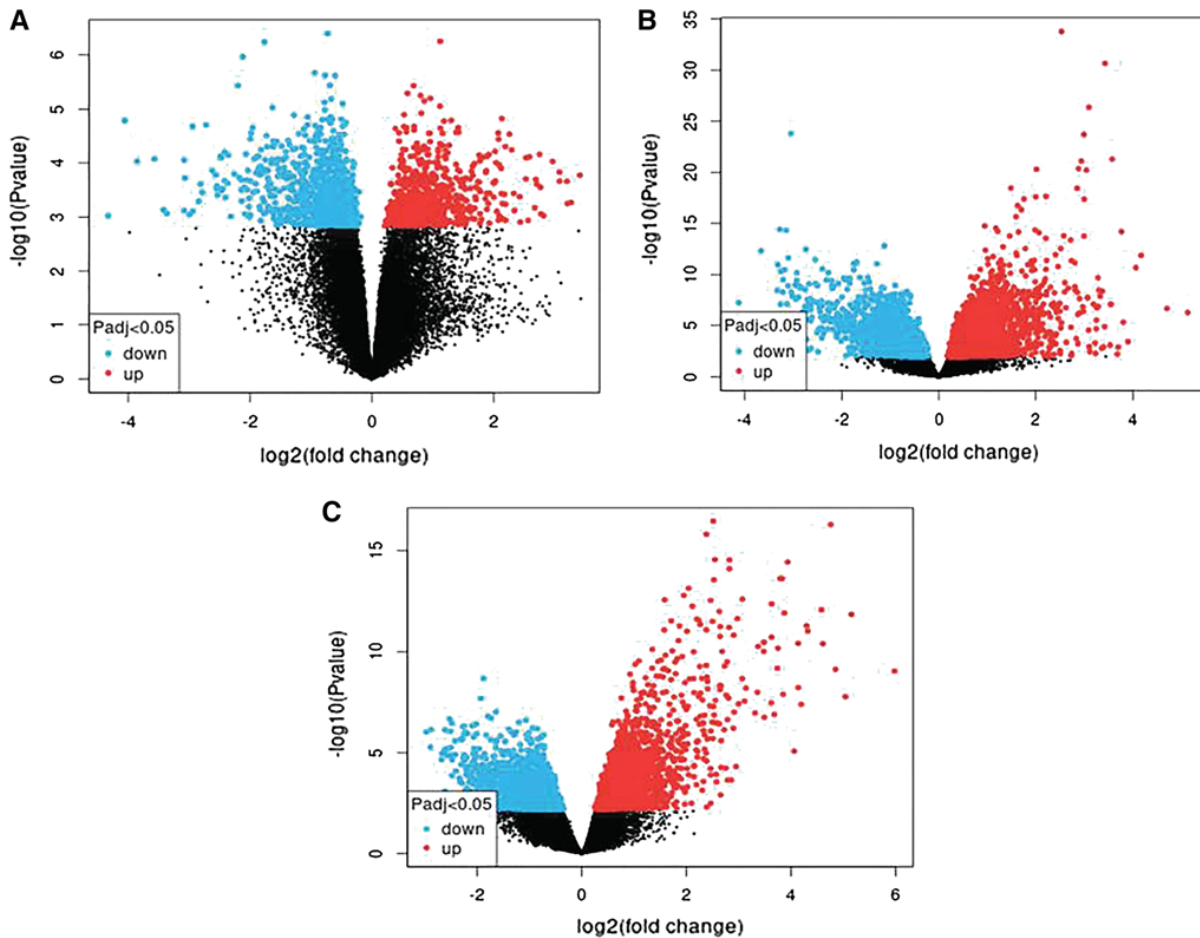 A
6
5
4
3
2
1
0
-log10(Pvalue)
Padj<0.05
down
up
-4 -2 0 2
log2(fold change)
B
35
30
25
20
15
10
5
0
-log10(Pvalue)
Padj<0.05
down
up
-4 -2 0 2 4
log2(fold change)
C
15
10
5
0
-log10(Pvalue)
Padj<0.05
down
up
-2 0 2 4 6
log2(fold change)